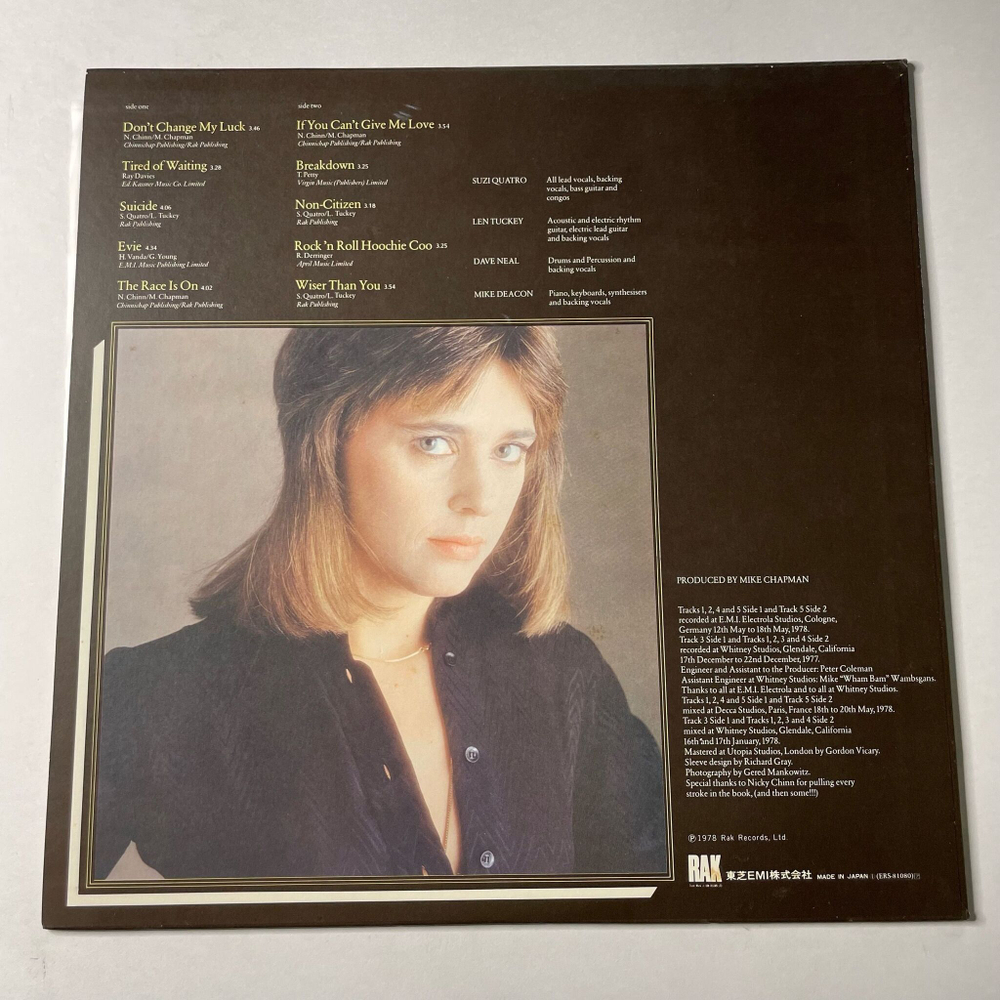 side one
Don't Change My Luck 3.46
N. Chinn/M. Chapman
Chinnichap Publishing/Rak Publishing
Tired of Waiting 3.28
Ray Davies
Ed. Kassner Music Co. Limited
Suicide 4.06
S. Quatro/L. Tuckey
Rak Publishing
Evie 4.34
H. Vanda/G. Young
E.M.I. Music Publishing Limited
The Race Is On 4.02
N. Chinn/M. Chapman
Chinnichap Publishing/Rak Publishing
side two
If You Can't Give Me Love 3.54
N. Chinn/M. Chapman
Chinnichap Publishing/Rak Publishing
Breakdown 3.25
T. Petty
Virgin Music (Publishers) Limited
Non-Citizen 3.18
S. Quatro/L. Tuckey
Rak Publishing
Rock 'n Roll Hoochie Coo 3.25
R. Derringer
April Music Limited
Wiser Than You 3.54
S. Quatro/L. Tuckey
Rak Publishing
SUZI QUATRO All lead vocals, backing
vocals, bass guitar and
congos
LEN TUCKEY Acoustic and electric rhythm
guitar, electric lead guitar
and backing vocals
DAVE NEAL Drums and Percussion and
backing vocals
MIKE DEACON Piano, keyboards, synthesisers
and backing vocals
PRODUCED BY MIKE CHAPMAN
Tracks 1, 2, 4 and 5 Side 1 and Track 5 Side 2
recorded at E.M.I. Electrola Studios, Cologne,
Germany 12th May to 18th May, 1978.
Track 3 Side 1 and Tracks 1, 2, 3 and 4 Side 2
recorded at Whitney Studios, Glendale, California
17th December to 22nd December, 1977.
Engineer and Assistant to the Producer: Peter Coleman
Assistant Engineer at Whitney Studios: Mike "Wham Bam" Wambsgans.
Thanks to all at E.M.I. Electrola and to all at Whitney Studios.
Tracks 1, 2, 4 and 5 Side 1 and Track 5 Side 2
mixed at Decca Studios, Paris, France 18th to 20th May, 1978.
Track 3 Side 1 and Tracks 1, 2, 3 and 4 Side 2
mixed at Whitney Studios, Glendale, California
16th and 17th January, 1978.
Mastered at Utopia Studios, London by Gordon Vicary.
Sleeve design by Richard Gray.
Photography by Gered Mankowitz.
Special thanks to Nicky Chinn for pulling every
stroke in the book, (and then some!!!)
Ⓟ1978 Rak Records, Ltd.
RAK 東芝EMI株式会社 MADE IN JAPAN (ERS-81080)